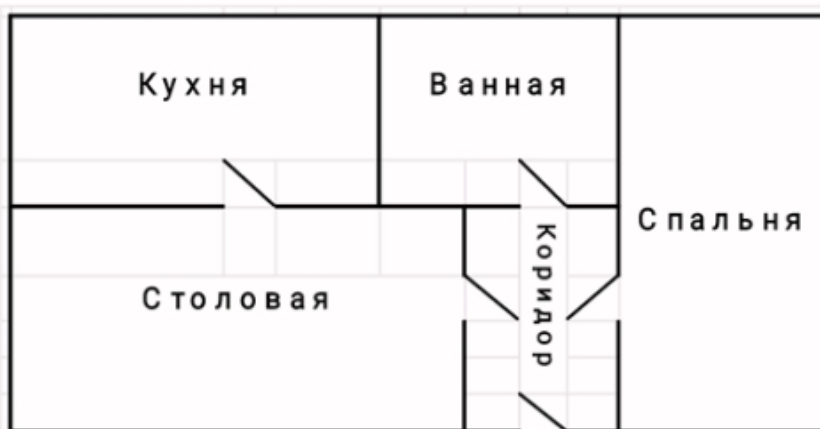 Кухня
Ванная
Спальня
Столовая
Коридор